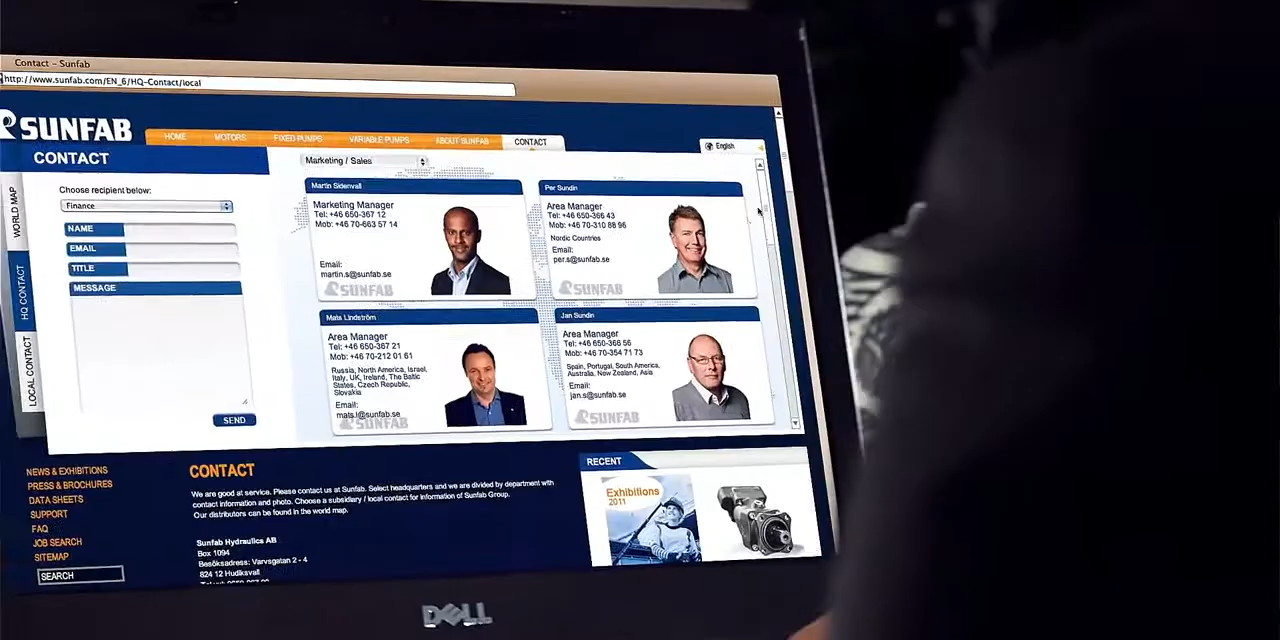 Contact - Sunfab
http://www.sunfab.com/EN_6/HQ-Contact/local
SUNFAB
HOME MOTORS FIXED PUMPS VARIABLE PUMPS ABOUT SUNFAB CONTACT
English
CONTACT
WORLD MAP
HQ CONTACT
LOCAL CONTACT
Choose recipient below:
Finance
NAME
EMAIL
TITLE
MESSAGE
SEND
Marketing / Sales
Martin Sidenvall
Marketing Manager
Tel: +46 650-367 12
Mob: +46 70-663 57 14
Email:
martin.s@sunfab.se
SUNFAB
Per Sundin
Area Manager
Tel: +46 650-366 43
Mob: +46 70-310 88 96
Nordic Countries
Email:
per.s@sunfab.se
SUNFAB
Mats Lindström
Area Manager
Tel: +46 650-367 21
Mob: +46 70-212 01 61
Russia, North America, Israel,
Italy, UK, Ireland, The Baltic
States, Czech Republic,
Slovakia
Email:
mats.l@sunfab.se
SUNFAB
Jan Sundin
Area Manager
Tel: +46 650-366 56
Mob: +46 70-354 71 73
Spain, Portugal, South America,
Australia, New Zealand, Asia
Email:
jan.s@sunfab.se
SUNFAB
NEWS & EXHIBITIONS
PRESS & BROCHURES
DATA SHEETS
SUPPORT
FAQ
JOB SEARCH
SITEMAP
SEARCH
CONTACT
We are good at service. Please contact us at Sunfab. Select headquarters and we are divided by department with
contact information and photo. Choose a subsidiary / local contact for information of Sunfab Group.
Our distributors can be found in the world map.
Sunfab Hydraulics AB
Box 1094
Besöksadress: Varvsgatan 2 - 4
824 12 Hudiksvall
RECENT
Exhibitions
2011
DELL